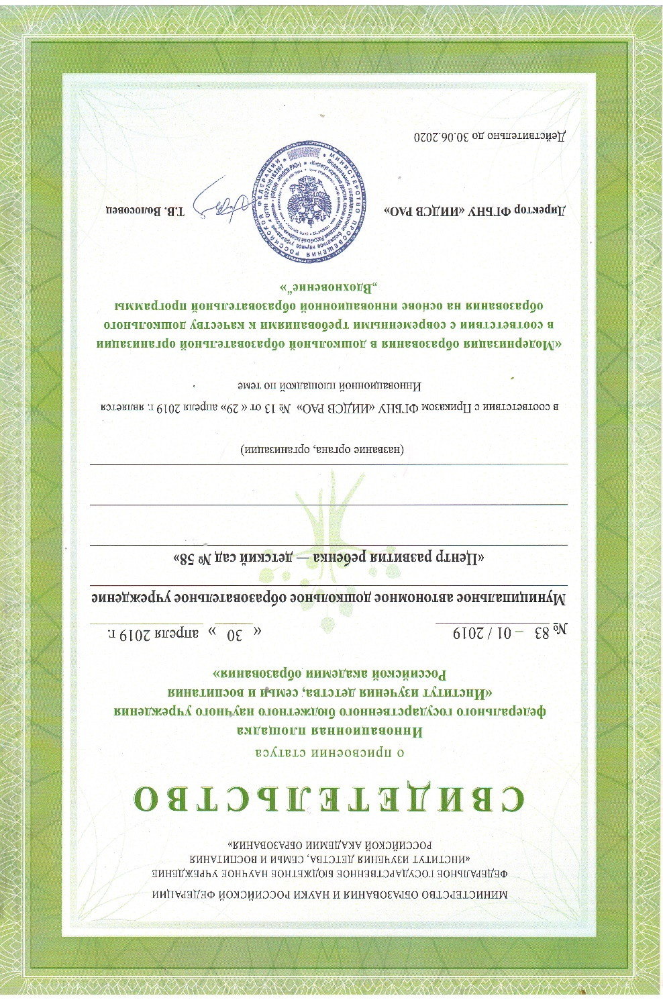 МИНИСТЕРСТВО ОБРАЗОВАНИЯ И НАУКИ РОССИЙСКОЙ ФЕДЕРАЦИИ
ФЕДЕРАЛЬНОЕ ГОСУДАРСТВЕННОЕ БЮДЖЕТНОЕ НАУЧНОЕ УЧРЕЖДЕНИЕ
«ИНСТИТУТ ИЗУЧЕНИЯ ДЕТСТВА, СЕМЬИ И ВОСПИТАНИЯ
РОССИЙСКОЙ АКАДЕМИИ ОБРАЗОВАНИЯ»
СВИДЕТЕЛЬСТВО
о присвоении статуса
Инновационная площадка
федерального государственного бюджетного научного учреждения
«Институт изучения детства, семьи и воспитания
Российской академии образования»
№ 83 – 01 / 2019 « 30 » апреля 2019 г.
Муниципальное автономное дошкольное образовательное учреждение
«Центр развития ребенка — детский сад № 58»
(название органа, организации)
в соответствии с Приказом ФГБНУ «ИИДСВ РАО» № 13 от « 29» апреля 2019 г. является
Инновационной площадкой по теме
«Модернизация образования в дошкольной образовательной организации
в соответствии с современными требованиями к качеству дошкольного
образования на основе инновационной образовательной программы
„Вдохновение“»
Директор ФГБНУ «ИИДСВ РАО» Т.В. Волосовец
МИНИСТЕРСТВО ПРОСВЕЩЕНИЯ РОССИЙСКОЙ ФЕДЕРАЦИИ
Действительно до 30.06.2020